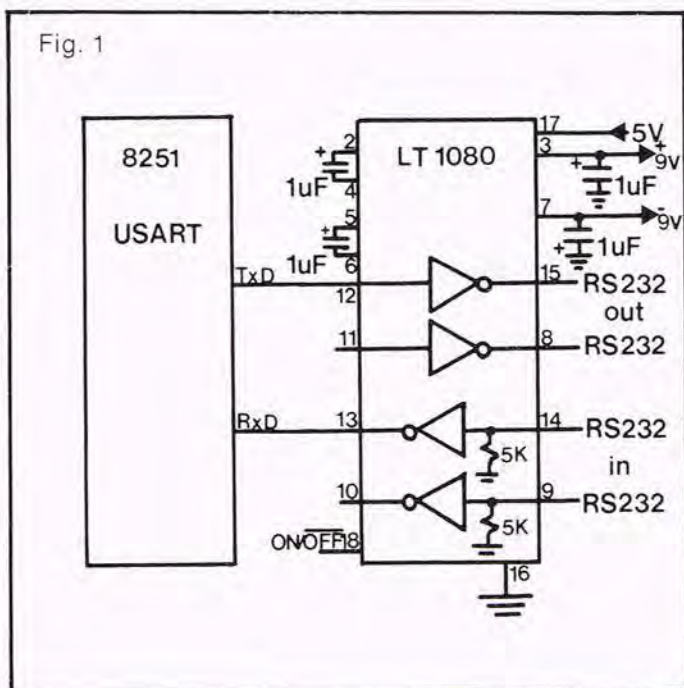 Fig. 1
8251
USART
LT 1080
17
5V
3
+
9v
+
1uF
7
-
9v
+
1uF
+
2
1uF
4
+
5
1uF
6
TxD
12
15
RS232
out
11
8
RS232
RxD
13
14
RS232
5K
in
10
9
RS232
5K
ON/OFF
18
16